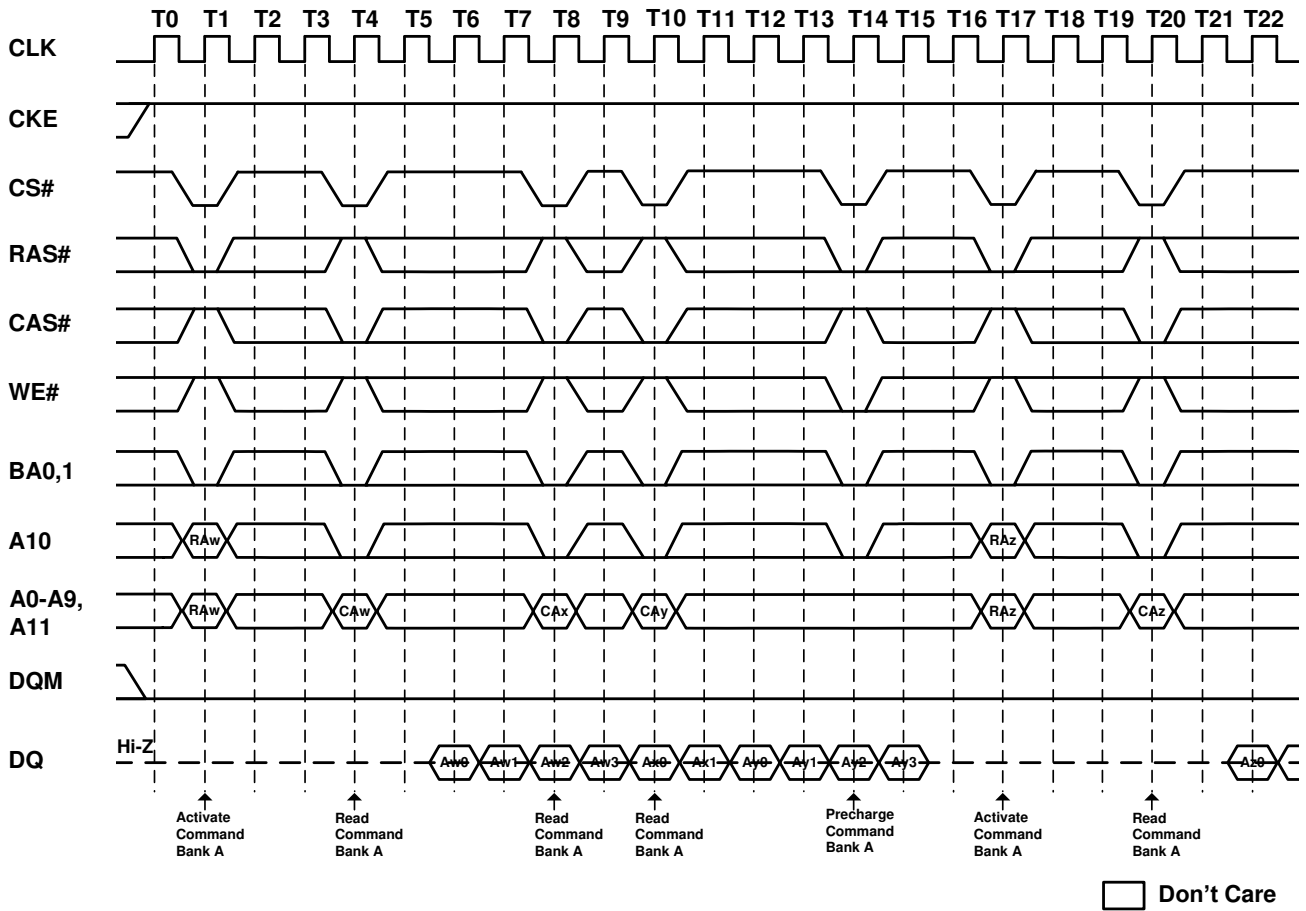 T0 T1 T2 T3 T4 T5 T6 T7 T8 T9 T10 T11 T12 T13 T14 T15 T16 T17 T18 T19 T20 T21 T22
CLK
CKE
CS#
RAS#
CAS#
WE#
BA0,1
A10 RAw RAz
A0-A9,
A11
RAw CAw CAx CAy RAz CAz
DQM
Hi-Z
DQ Aw0 Aw1 Aw2 Aw3 Ax0 Ax1 Ay0 Ay1 Ay2 Ay3 Az0
Activate
Command
Bank A
Read
Command
Bank A
Read
Command
Bank A
Read
Command
Bank A
Precharge
Command
Bank A
Activate
Command
Bank A
Read
Command
Bank A
Don't Care